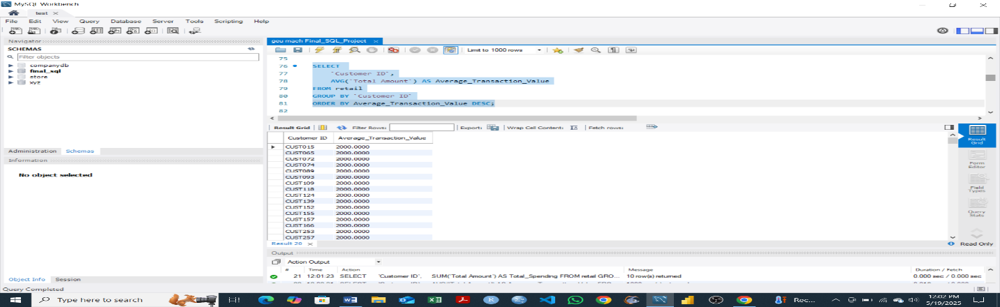 MySQL Workbench
test ×
File Edit View Query Database Server Tools Scripting Help
Navigator
SCHEMAS
Filter objects
companydb
final_sql
store
xyz
Administration Schemas
Information
No object selected
Object Info Session
Query Completed
geu mach Final_SQL_Project ×
Limit to 1000 rows
75
76 SELECT
77 `Customer ID`,
78 AVG(`Total Amount`) AS Average_Transaction_Value
79 FROM retail
80 GROUP BY `Customer ID`
81 ORDER BY Average_Transaction_Value DESC;
82
Result Grid Filter Rows: Export: Wrap Cell Content: Fetch rows:
Customer ID Average_Transaction_Value
CUST015 2000.0000
CUST065 2000.0000
CUST072 2000.0000
CUST074 2000.0000
CUST089 2000.0000
CUST093 2000.0000
CUST109 2000.0000
CUST118 2000.0000
CUST124 2000.0000
CUST139 2000.0000
CUST152 2000.0000
CUST155 2000.0000
CUST157 2000.0000
CUST166 2000.0000
CUST253 2000.0000
CUST257 2000.0000
Result Grid
Form Editor
Field Types
Query Stats
Result 20 ×
Read Only
Output
Action Output
# Time Action Message Duration / Fetch
21 12:01:23 SELECT `Customer ID`, SUM(`Total Amount`) AS Total_Spending FROM retail GRO... 10 row(s) returned 0.000 sec / 0.000 sec
Type here to search
Rec...
12:02 PM
5/19/2025